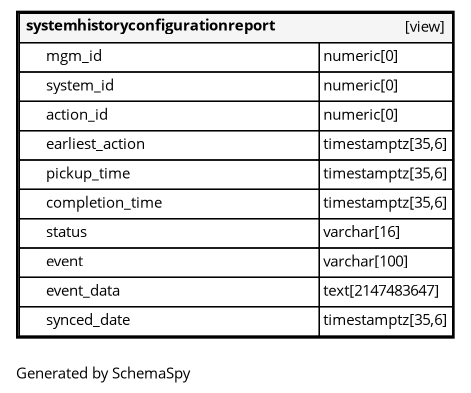 systemhistoryconfigurationreport [view]
mgm_id numeric[0]
system_id numeric[0]
action_id numeric[0]
earliest_action timestamptz[35,6]
pickup_time timestamptz[35,6]
completion_time timestamptz[35,6]
status varchar[16]
event varchar[100]
event_data text[2147483647]
synced_date timestamptz[35,6]
Generated by SchemaSpy